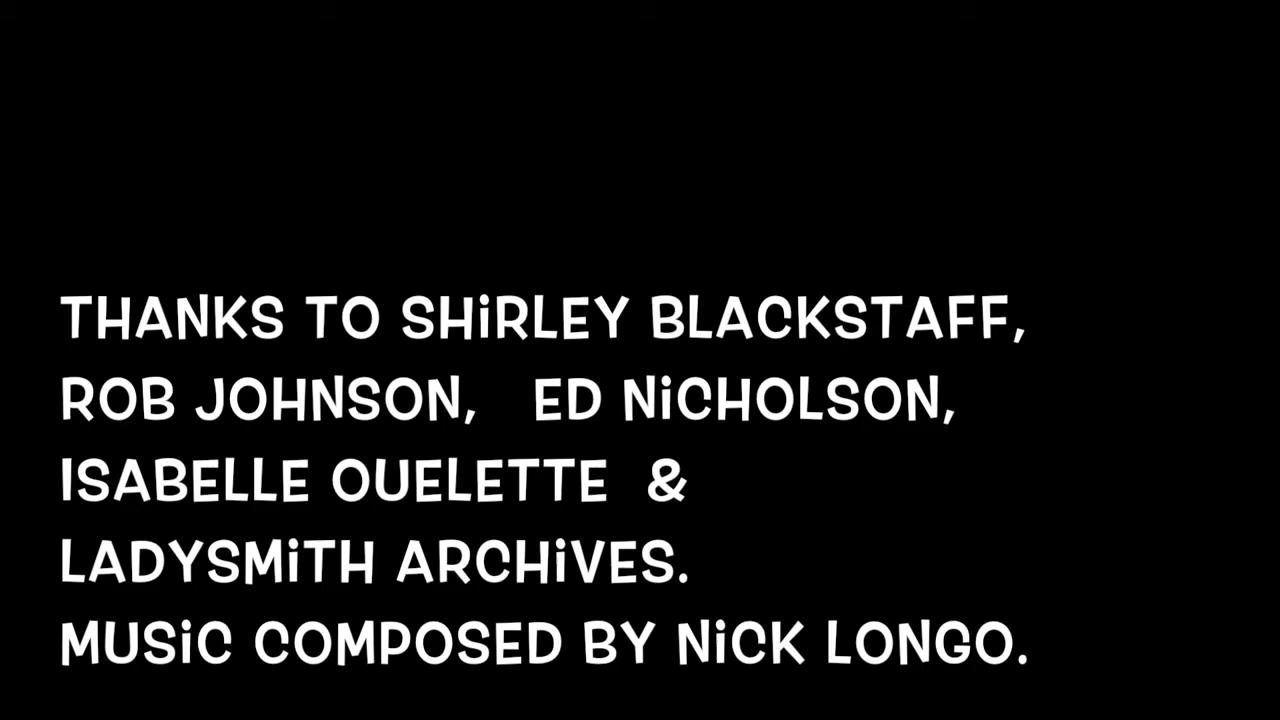 THANKS TO SHiRLEY BLACKSTAFF,
ROB JOHNSON, ED NiCHOLSON,
ISABELLE OUELETTE &
LADYSMiTH ARCHiVES.
MUSiC COMPOSED BY NiCK LONGO.